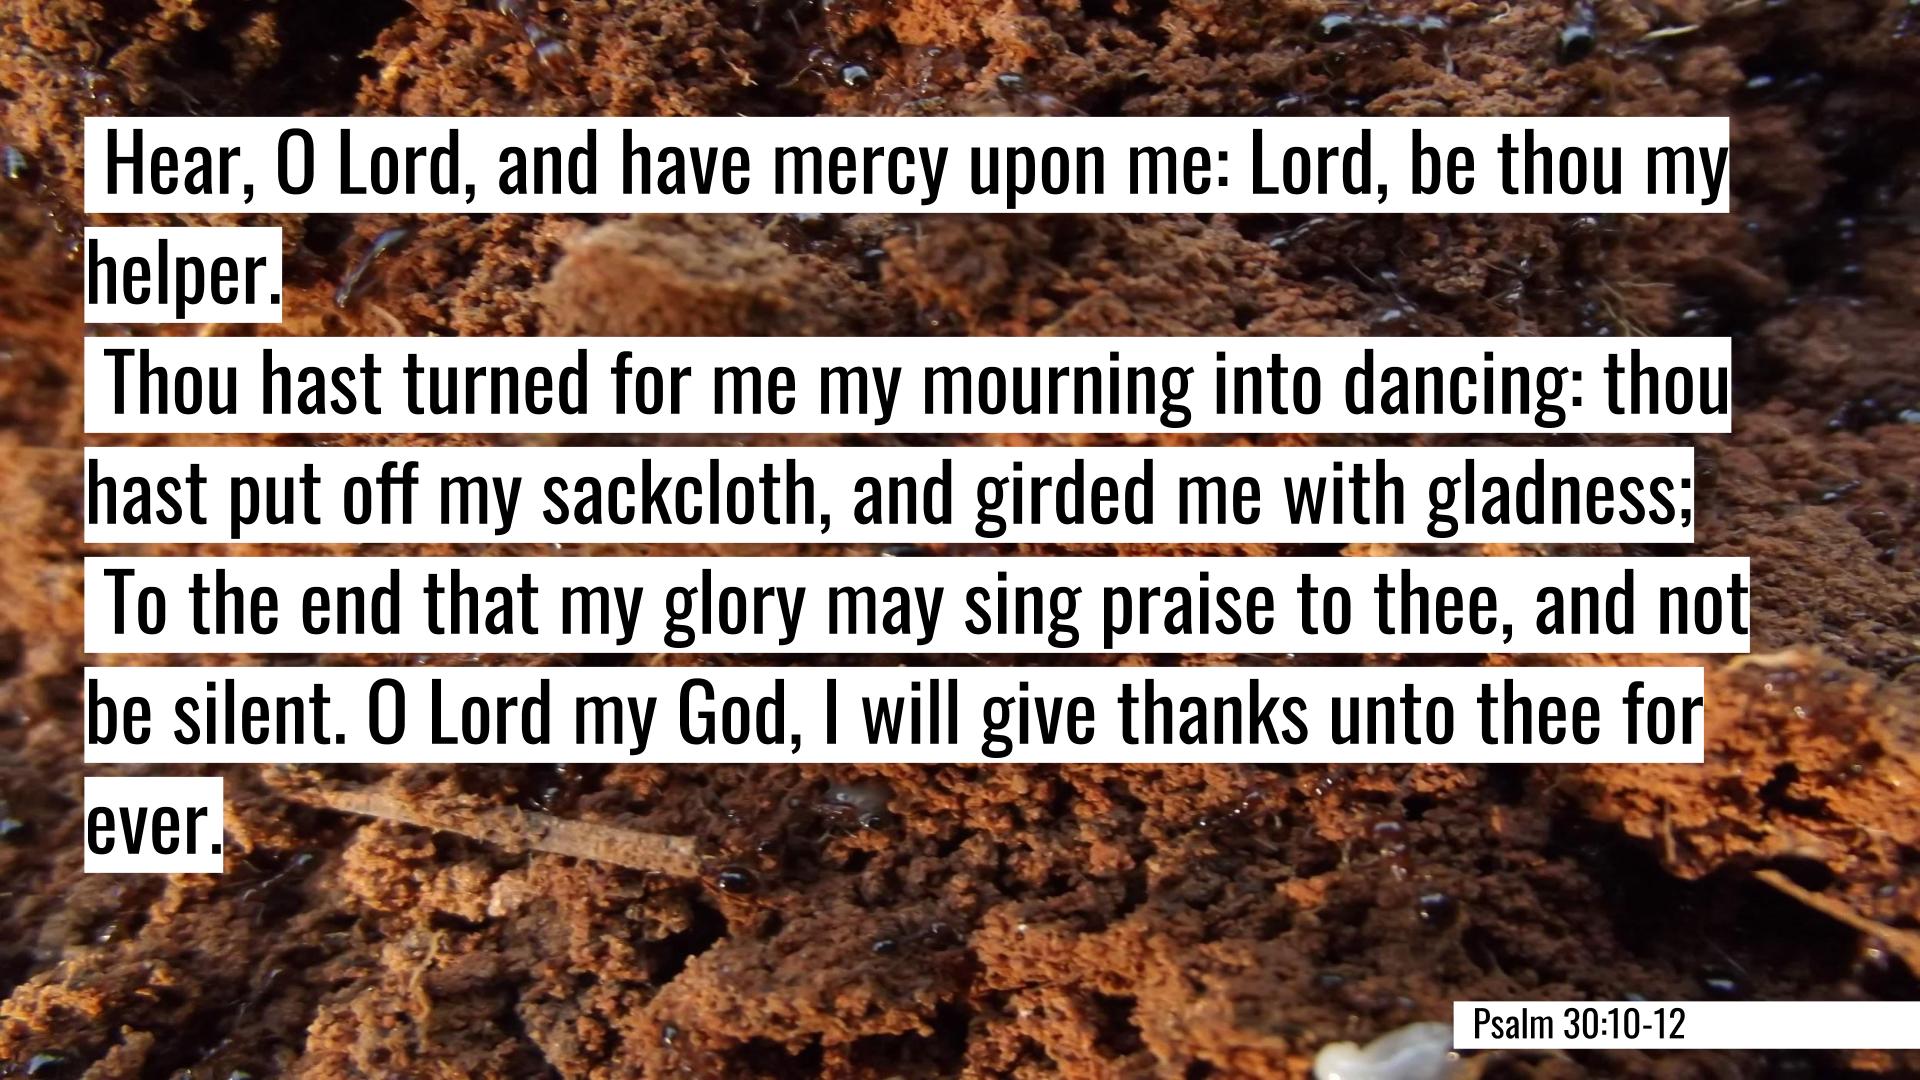 Hear, O Lord, and have mercy upon me: Lord, be thou my
helper.
Thou hast turned for me my mourning into dancing: thou
hast put off my sackcloth, and girded me with gladness;
To the end that my glory may sing praise to thee, and not
be silent. O Lord my God, I will give thanks unto thee for
ever.
Psalm 30:10-12